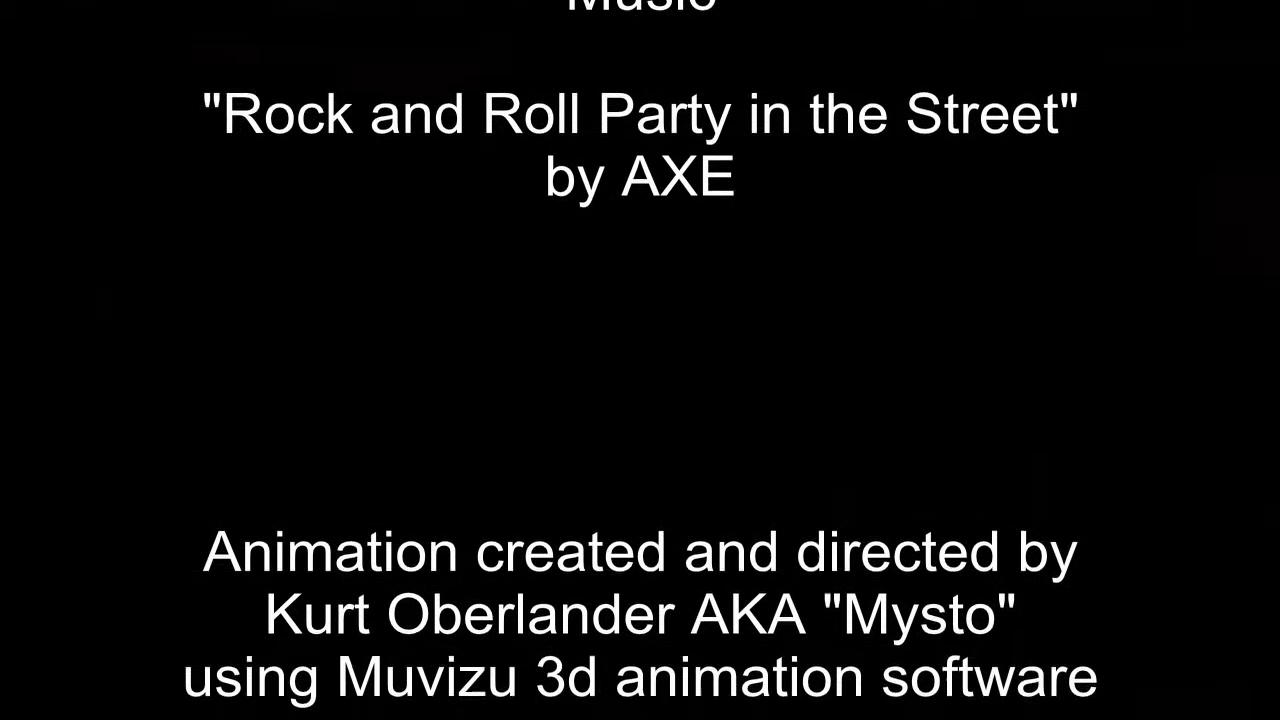 Music
"Rock and Roll Party in the Street"
by AXE
Animation created and directed by
Kurt Oberlander AKA "Mysto"
using Muvizu 3d animation software